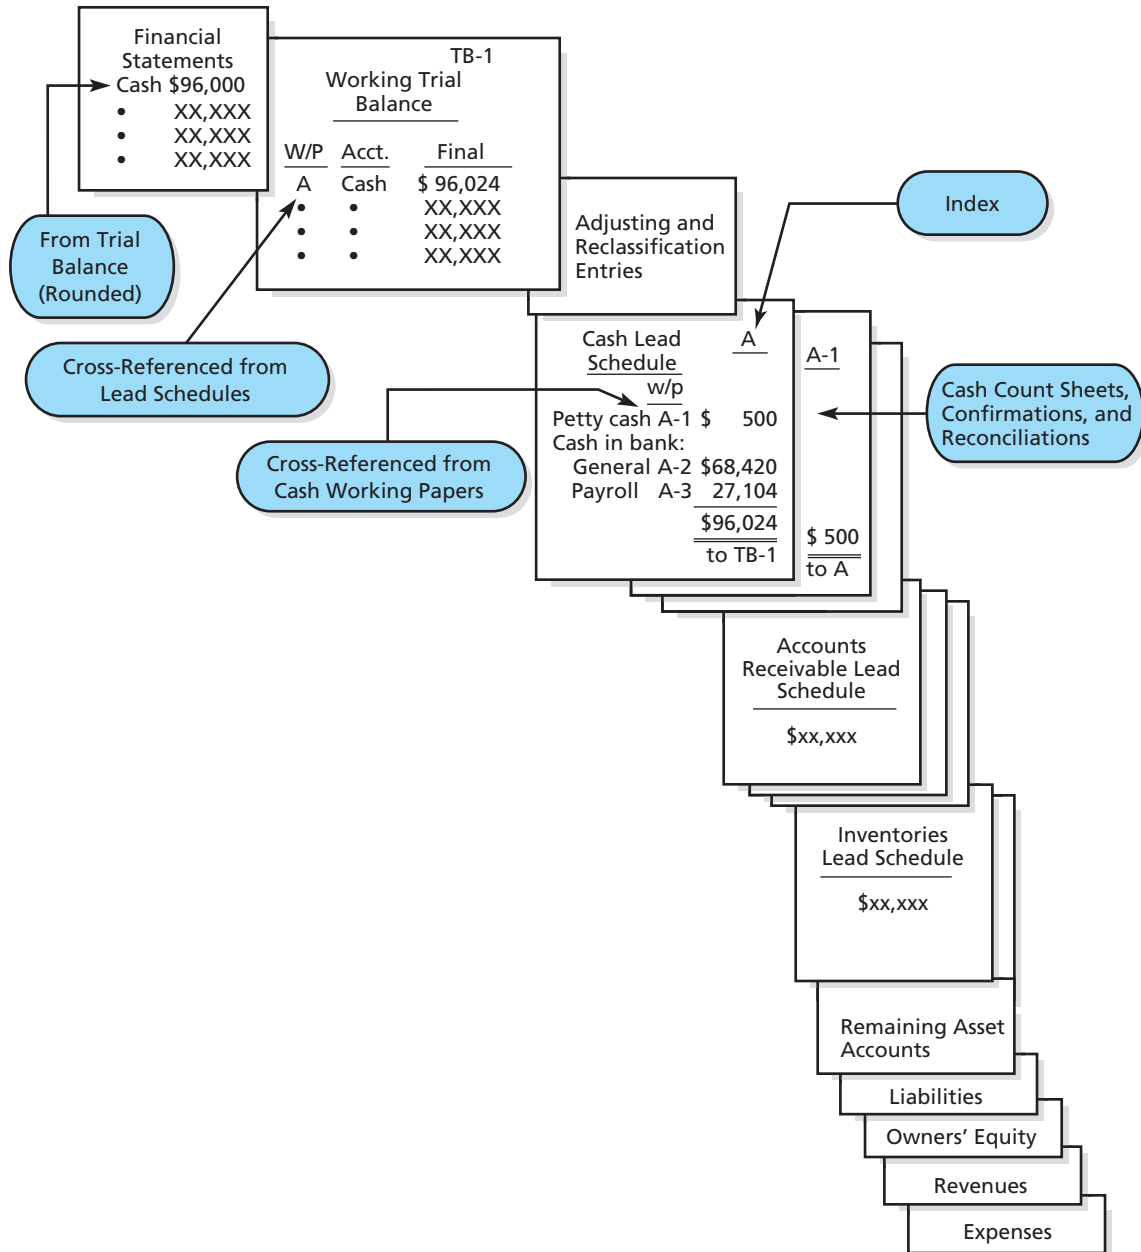 Financial
Statements
Cash $96,000
• XX,XXX
• XX,XXX
• XX,XXX
TB-1
Working Trial
Balance
W/P Acct. Final
A Cash $ 96,024
• • XX,XXX
• • XX,XXX
• • XX,XXX
From Trial
Balance
(Rounded)
Adjusting and
Reclassification
Entries
Index
Cross-Referenced from
Lead Schedules
Cash Lead
Schedule
A
w/p
Petty cash A-1 $ 500
Cash in bank:
General A-2 $68,420
Payroll A-3 27,104
$96,024
to TB-1
A-1
$ 500
to A
Cash Count Sheets,
Confirmations, and
Reconciliations
Cross-Referenced from
Cash Working Papers
Accounts
Receivable Lead
Schedule
$xx,xxx
Inventories
Lead Schedule
$xx,xxx
Remaining Asset
Accounts
Liabilities
Owners’ Equity
Revenues
Expenses